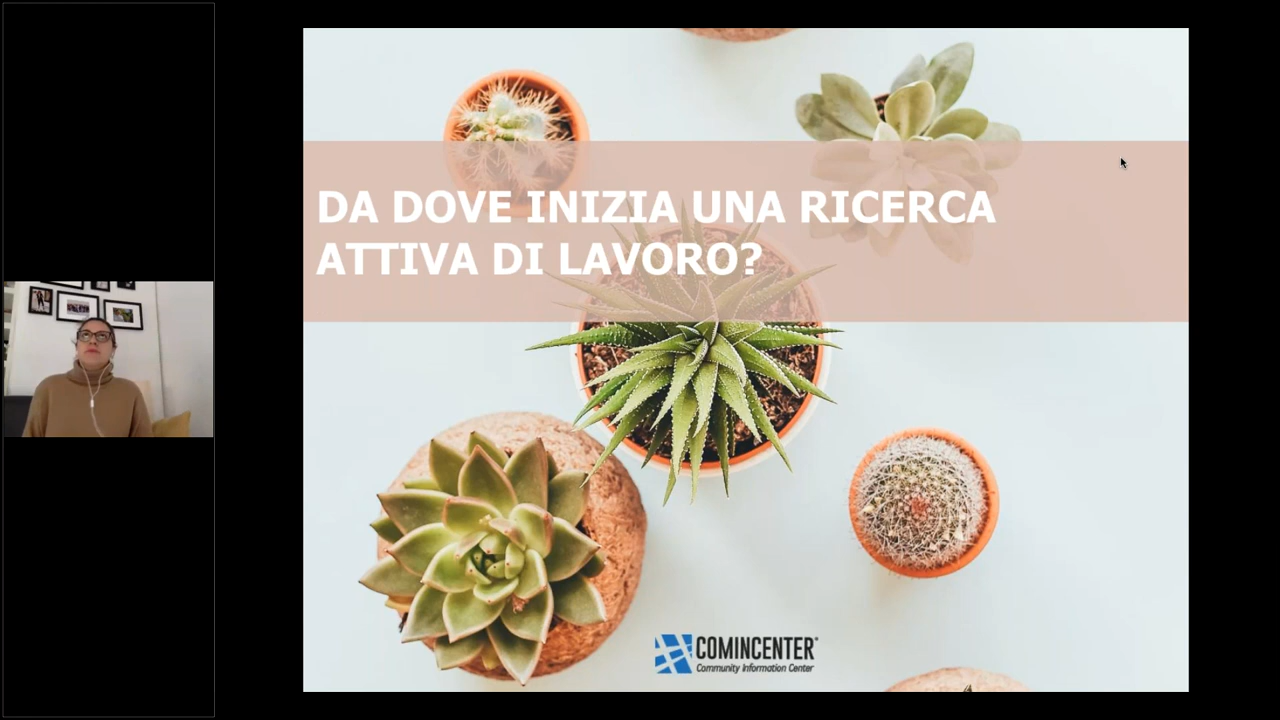 DA DOVE INIZIA UNA RICERCA
ATTIVA DI LAVORO?
COMINCENTER®
Community Information Center